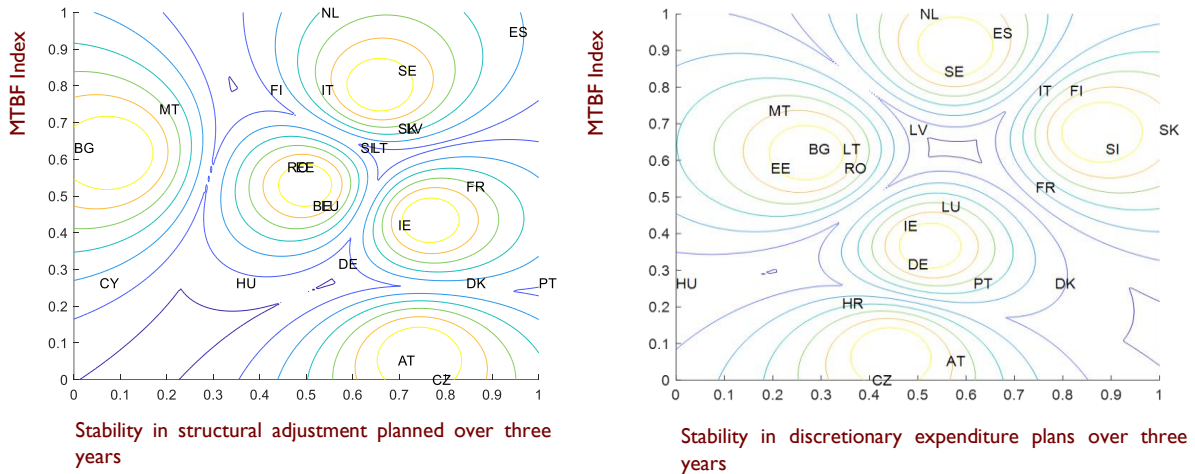 MTBF Index
1
0.9
0.8
0.7
0.6
0.5
0.4
0.3
0.2
0.1
0
NL
ES
SE
FI
IT
MT
SK
LV
BG
SI
LT
RO
EE
FR
BE
LU
IE
DE
CY
HU
DK
PT
AT
CZ
0 0.1 0.2 0.3 0.4 0.5 0.6 0.7 0.8 0.9 1
Stability in structural adjustment planned over three
years
MTBF Index
1
0.9
0.8
0.7
0.6
0.5
0.4
0.3
0.2
0.1
0
NL
ES
SE
IT
FI
MT
LV
SK
BG
LT
SI
EE
RO
FR
LU
IE
DE
HU
PT
DK
HR
AT
CZ
0 0.1 0.2 0.3 0.4 0.5 0.6 0.7 0.8 0.9 1
Stability in discretionary expenditure plans over three
years